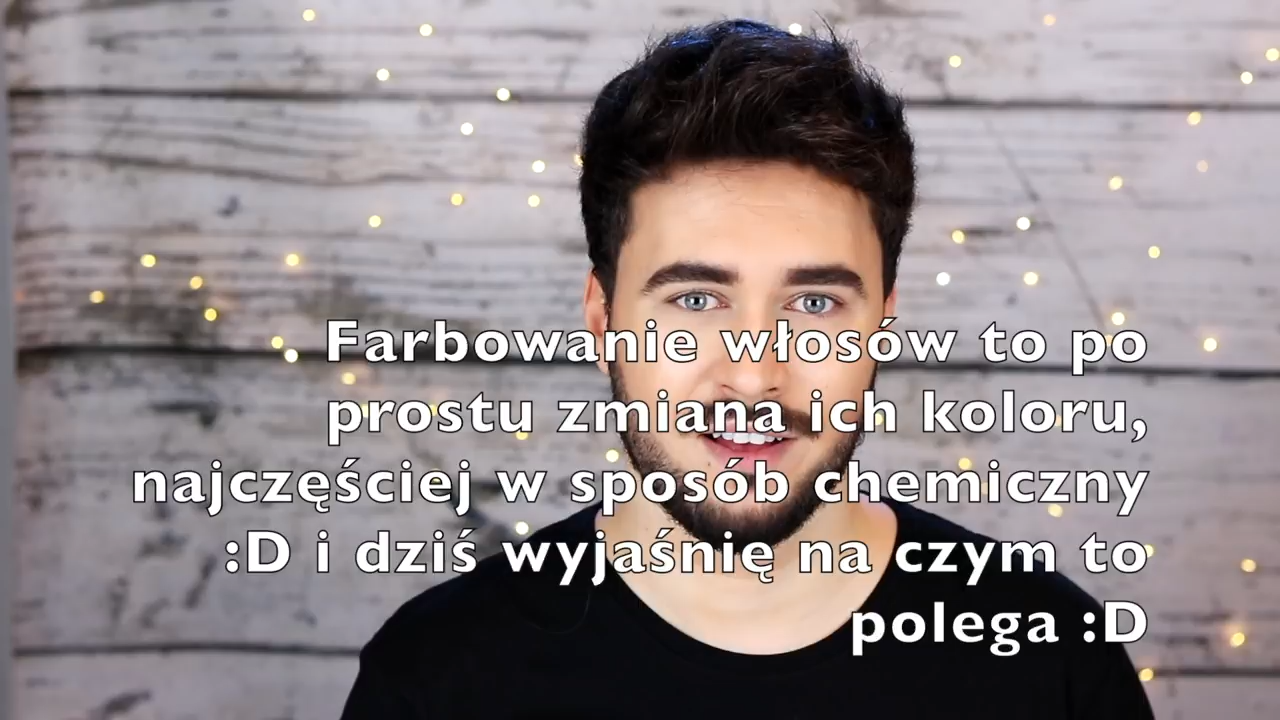 Farbowanie włosów to po
prostu zmiana ich koloru,
najczęściej w sposób chemiczny
:D i dziś wyjaśnię na czym to
polega :D